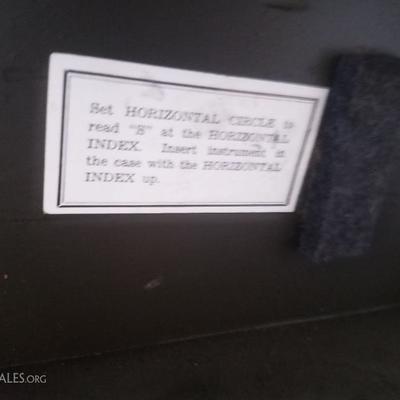 Set HORIZONTAL CIRCLE to
read "S" at the HORIZONTAL
INDEX. Insert instrument in
the case with the HORIZONTAL
INDEX up.
ALES.ORG